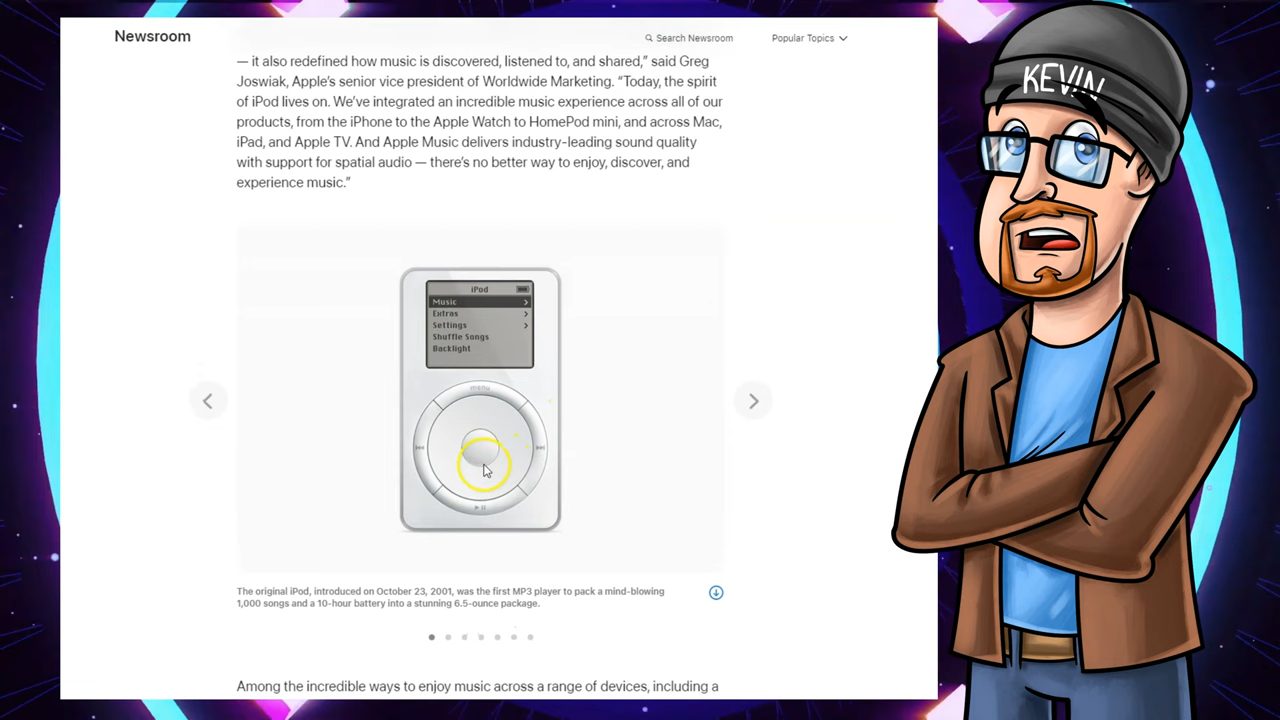 Newsroom
Search Newsroom
Popular Topics
— it also redefined how music is discovered, listened to, and shared,” said Greg
Joswiak, Apple’s senior vice president of Worldwide Marketing. “Today, the spirit
of iPod lives on. We’ve integrated an incredible music experience across all of our
products, from the iPhone to the Apple Watch to HomePod mini, and across Mac,
iPad, and Apple TV. And Apple Music delivers industry-leading sound quality
with support for spatial audio — there’s no better way to enjoy, discover, and
experience music.”
iPod
Music
Extras
Settings
Shuffle Songs
Backlight
menu
The original iPod, introduced on October 23, 2001, was the first MP3 player to pack a mind-blowing
1,000 songs and a 10-hour battery into a stunning 6.5-ounce package.
Among the incredible ways to enjoy music across a range of devices, including a
KEVIN